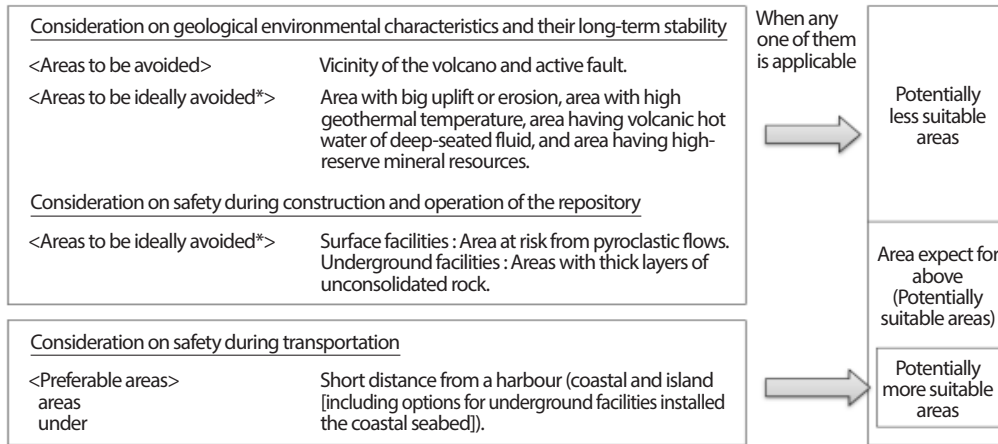 Consideration on geological environmental characteristics and their long-term stability
<Areas to be avoided> Vicinity of the volcano and active fault.
<Areas to be ideally avoided*> Area with big uplift or erosion, area with high
geothermal temperature, area having volcanic hot
water of deep-seated fluid, and area having high-
reserve mineral resources.
Consideration on safety during construction and operation of the repository
<Areas to be ideally avoided*> Surface facilities : Area at risk from pyroclastic flows.
Underground facilities : Areas with thick layers of
unconsolidated rock.
Consideration on safety during transportation
<Preferable areas> Short distance from a harbour (coastal and island
areas [including options for underground facilities installed
under the coastal seabed]).
When any
one of them
is applicable
Potentially
less suitable
areas
Area expect for
above
(Potentially
suitable areas)
Potentially
more suitable
areas